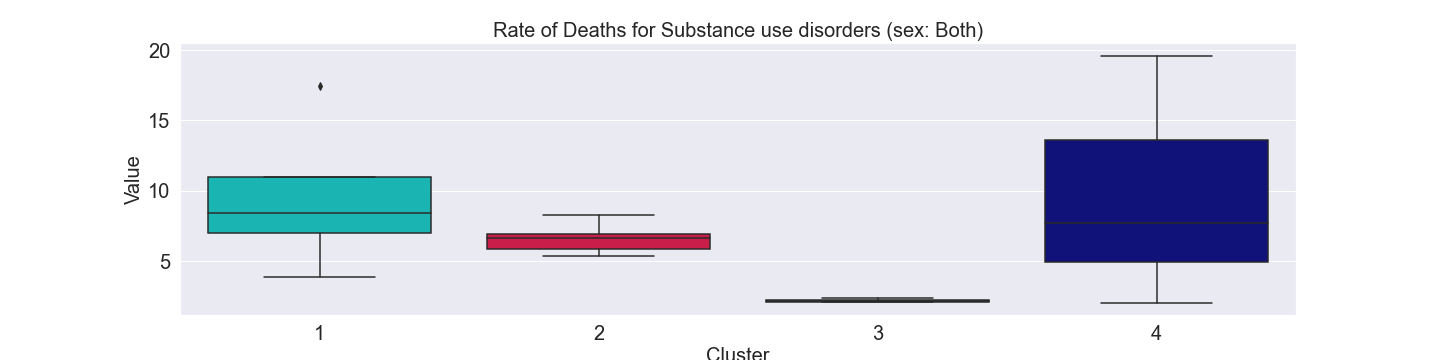 Rate of Deaths for Substance use disorders (sex: Both)
20
15
10
5
Value
1 2 3 4
Cluster